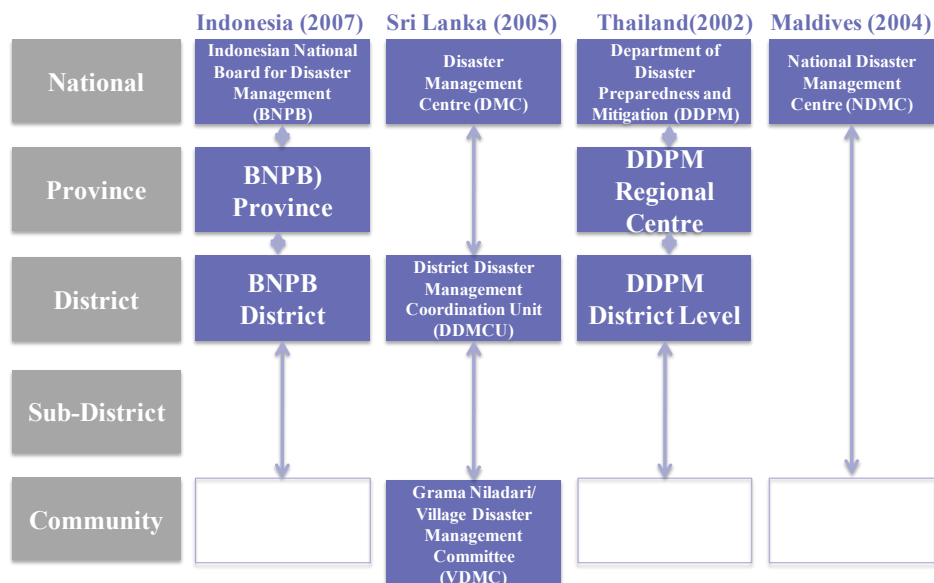 Indonesia (2007) Sri Lanka (2005) Thailand(2002) Maldives (2004)
National
Indonesian National
Board for Disaster
Management
(BNPB)
Disaster
Management
Centre (DMC)
Department of
Disaster
Preparedness and
Mitigation (DDPM)
National Disaster
Management
Centre (NDMC)
Province
BNPB)
Province
DDPM
Regional
Centre
District
BNPB
District
District Disaster
Management
Coordination Unit
(DDMCU)
DDPM
District Level
Sub-District
Community
Grama Niladari/
Village Disaster
Management
Committee
(VDMC)